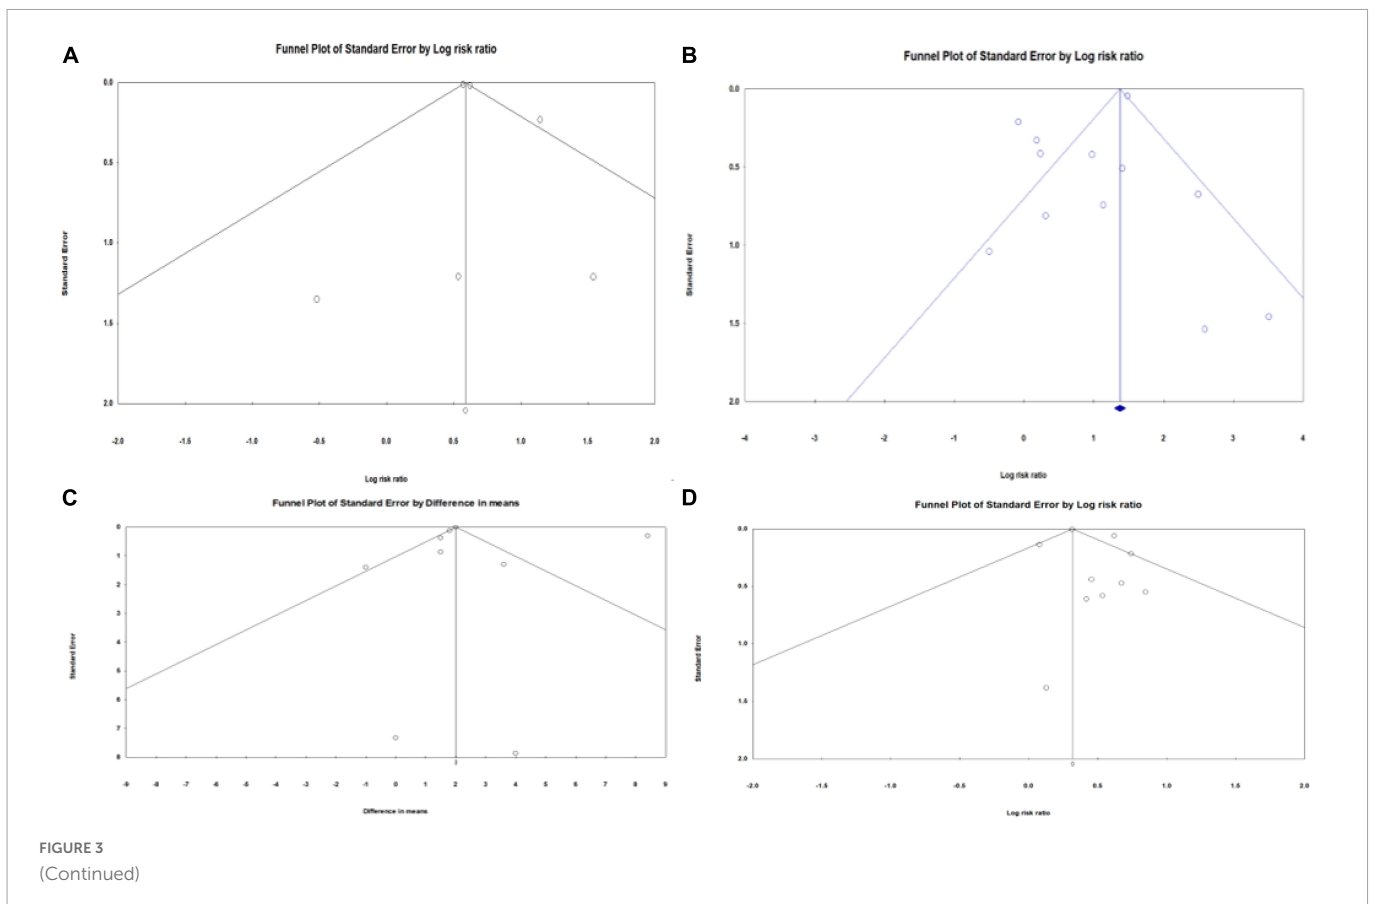 A
Funnel Plot of Standard Error by Log risk ratio
0.0
0.5
1.0
1.5
2.0
Standard Error
-2.0 -1.5 -1.0 -0.5 0.0 0.5 1.0 1.5 2.0
Log risk ratio
B
Funnel Plot of Standard Error by Log risk ratio
0.0
0.5
1.0
1.5
2.0
Standard Error
-4 -3 -2 -1 0 1 2 3 4
Log risk ratio
C
Funnel Plot of Standard Error by Difference in means
0
1
2
3
4
5
6
7
8
Standard Error
-9 -8 -7 -6 -5 -4 -3 -2 -1 0 1 2 3 4 5 6 7 8 9
Difference in means
D
Funnel Plot of Standard Error by Log risk ratio
0.0
0.5
1.0
1.5
2.0
Standard Error
-2.0 -1.5 -1.0 -0.5 0.0 0.5 1.0 1.5 2.0
Log risk ratio
FIGURE 3
(Continued)